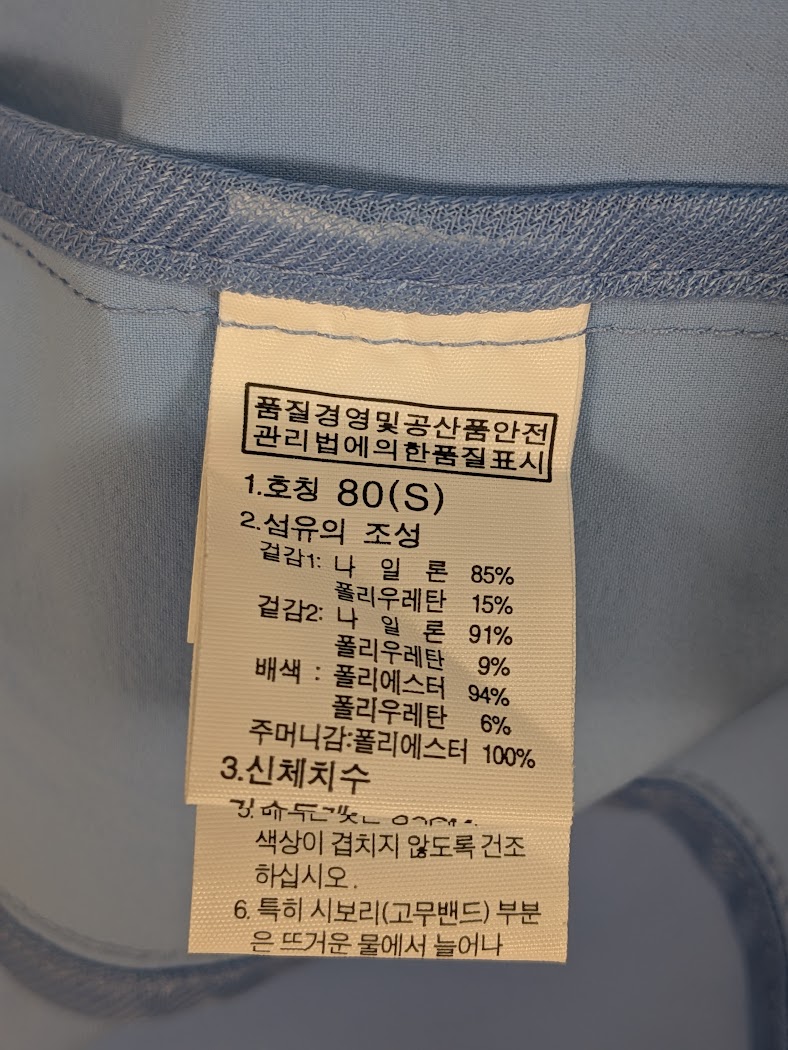 품질경영및공산품안전
관리법에의한품질표시
1.호칭 80(S)
2.섬유의 조성
겉감1: 나 일 론 85%
폴리우레탄 15%
겉감2: 나 일 론 91%
폴리우레탄 9%
배색 : 폴리에스터 94%
폴리우레탄 6%
주머니감:폴리에스터 100%
3.신체치수
색상이 겹치지 않도록 건조
하십시오.
6. 특히 시보리(고무밴드) 부분
은 뜨거운 물에서 늘어나